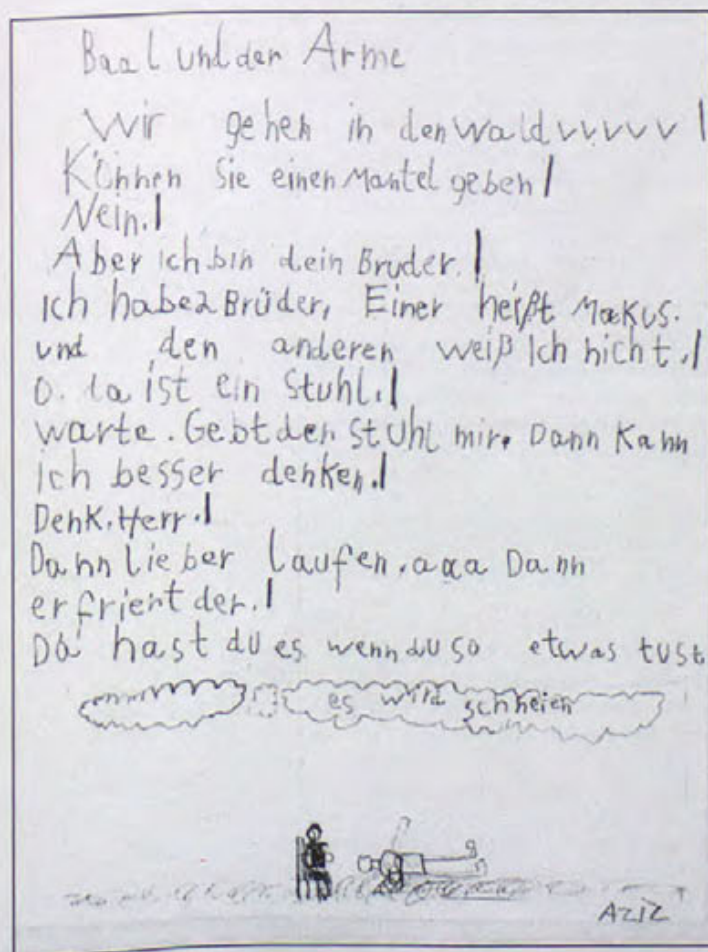 Baal und der Arme
Wir gehen in den wald v v v v v |
Können Sie einen Mantel geben |
Nein. |
Aber ich bin dein Bruder. |
Ich habe 2 Brüder, Einer heißt Makus.
und den anderen weiß ich nicht. |
O. da ist ein Stuhl. |
warte. Gebt den Stuhl mir. Dann Kann
ich besser denken. |
Denk. Herr. |
Dann lieber laufen. aaa Dann
erfrient der. |
Da hast du es wenn du so etwas tust
es wird schneien
AZiZ